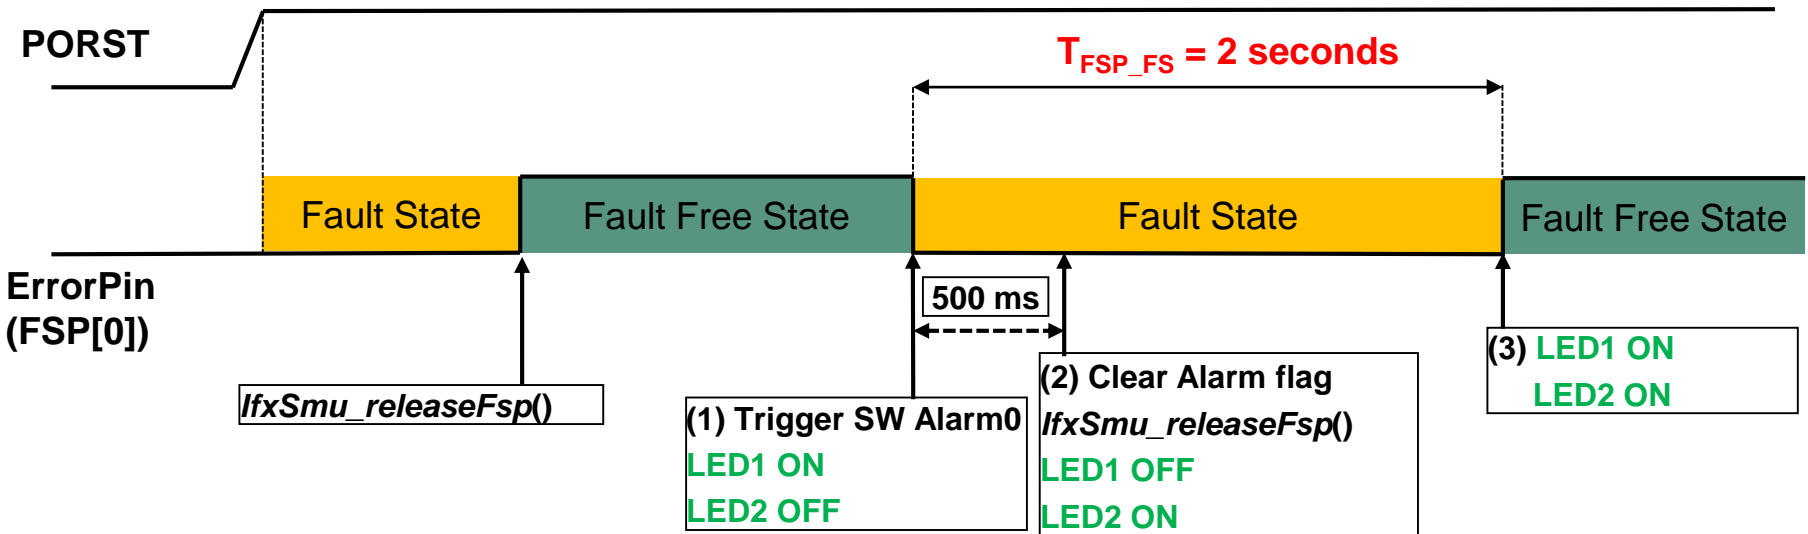 PORST
T_FSP_FS = 2 seconds
Fault State
Fault Free State
Fault State
Fault Free State
ErrorPin
(FSP[0])
500 ms
IfxSmu_releaseFsp()
(1) Trigger SW Alarm0
LED1 ON
LED2 OFF
(2) Clear Alarm flag
IfxSmu_releaseFsp()
LED1 OFF
LED2 ON
(3) LED1 ON
LED2 ON